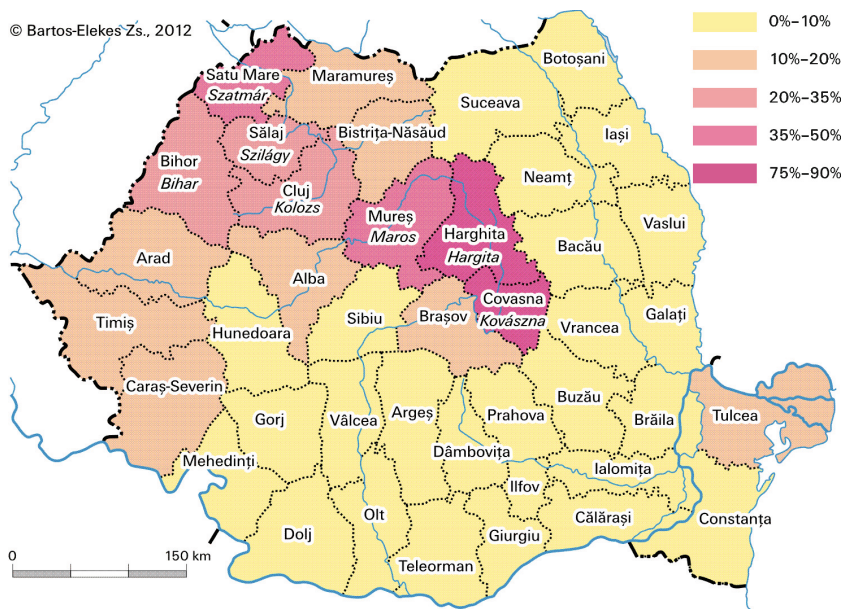 © Bartos-Elekes Zs., 2012
0%–10%
10%–20%
20%–35%
35%–50%
75%–90%
Botoșani
Satu Mare
Szatmár
Maramureș
Suceava
Iași
Sălaj
Szilágy
Bistrița-Năsăud
Bihor
Bihar
Neamț
Cluj
Kolozs
Mureș
Maros
Harghita
Hargita
Vaslui
Bacău
Arad
Alba
Covasna
Kovászna
Timiș
Hunedoara
Sibiu
Brașov
Vrancea
Galați
Caraș-Severin
Gorj
Vâlcea
Argeș
Prahova
Buzău
Brăila
Tulcea
Mehedinți
Dâmbovița
Ialomița
Ilfov
Dolj
Olt
Giurgiu
Călărași
Constanța
Teleorman
0
150 km